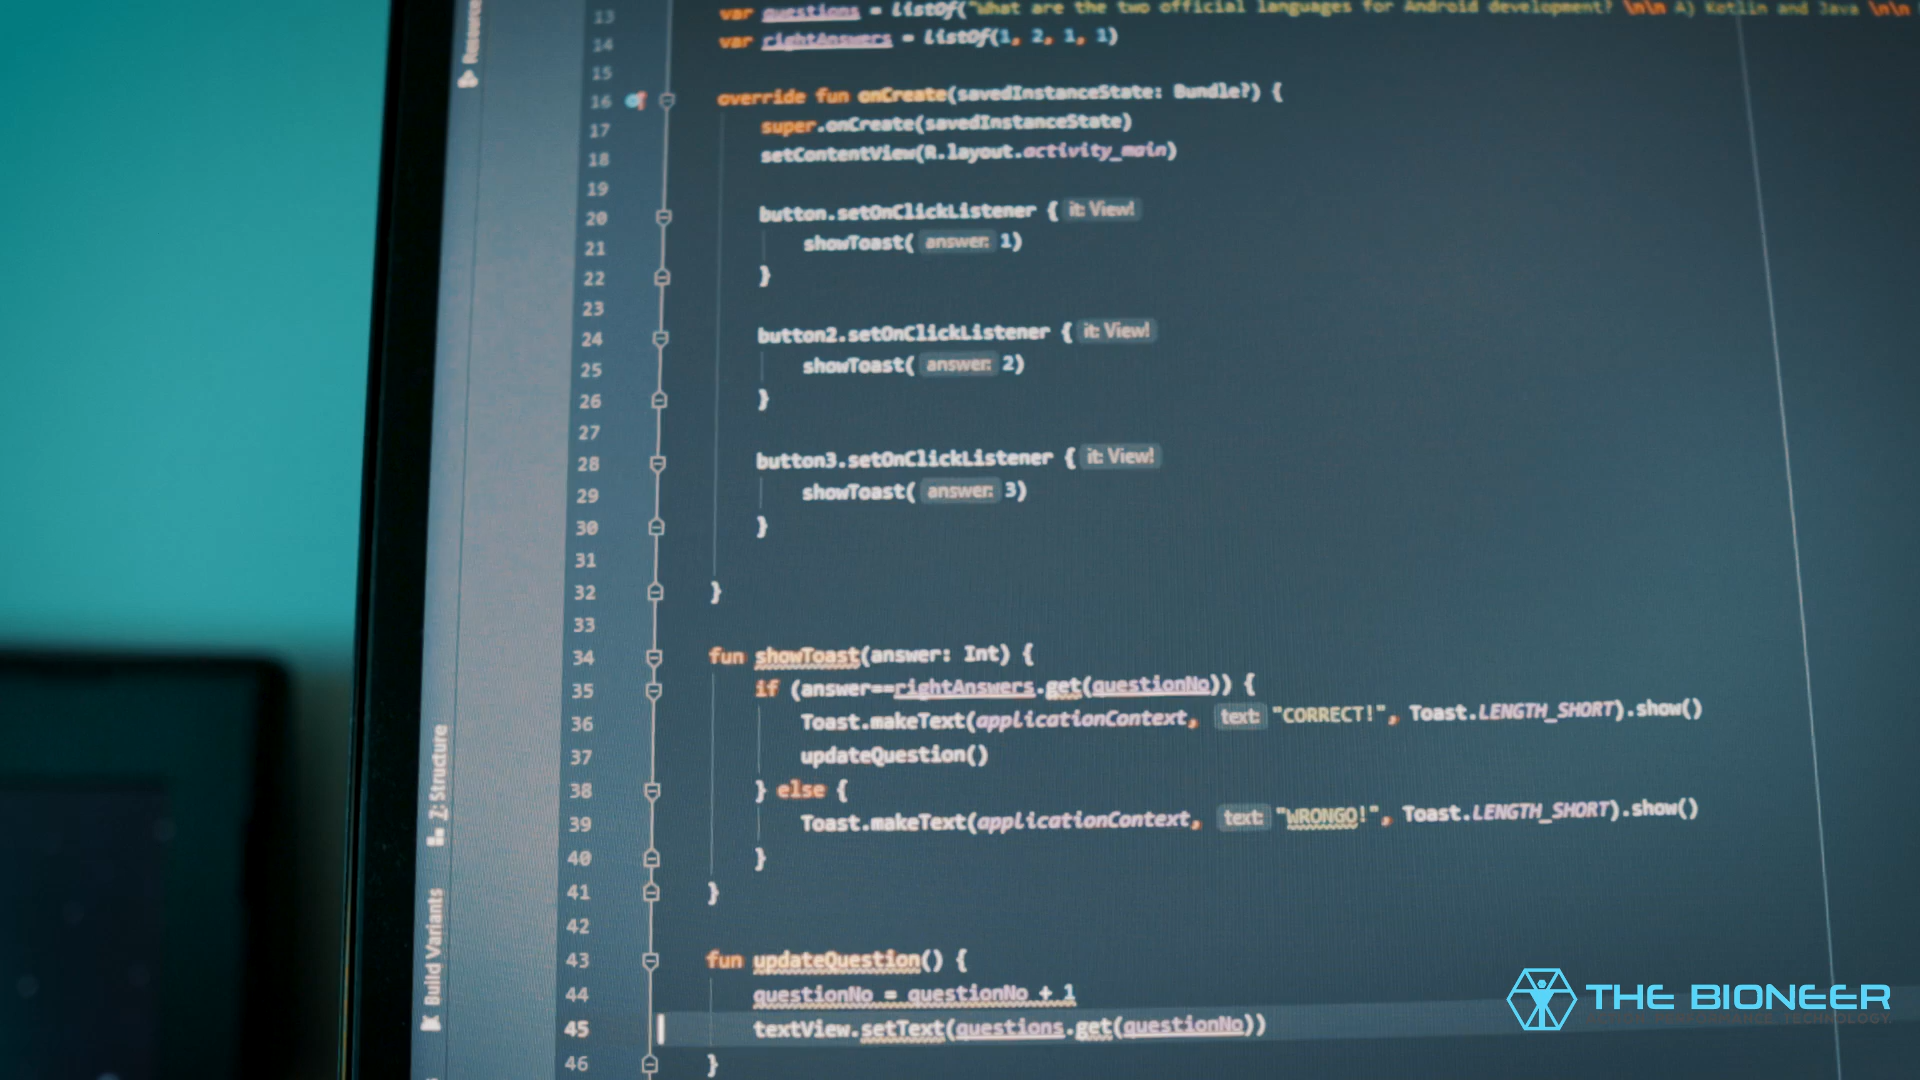 Resource
13 var questions = listOf("What are the two official languages for Android development? \n\n A) Kotlin and Java \n\n
14 var rightAnswers = listOf(1, 2, 1, 1)
15
16 override fun onCreate(savedInstanceState: Bundle?) {
17 super.onCreate(savedInstanceState)
18 setContentView(R.layout.activity_main)
19
20 button.setOnClickListener { it: View!
21 showToast( answer: 1)
22 }
23
24 button2.setOnClickListener { it: View!
25 showToast( answer: 2)
26 }
27
28 button3.setOnClickListener { it: View!
29 showToast( answer: 3)
30 }
31
32 }
33
34 fun showToast(answer: Int) {
35 if (answer==rightAnswers.get(questionNo)) {
36 Toast.makeText(applicationContext, text: "CORRECT!", Toast.LENGTH_SHORT).show()
37 updateQuestion()
38 } else {
39 Toast.makeText(applicationContext, text: "WRONGO!", Toast.LENGTH_SHORT).show()
40 }
41 }
42
43 fun updateQuestion() {
44 questionNo = questionNo + 1
45 textView.setText(questions.get(questionNo))
46 }
Z: Structure
Build Variants
THE BIONEER
TECHNOLOGY.